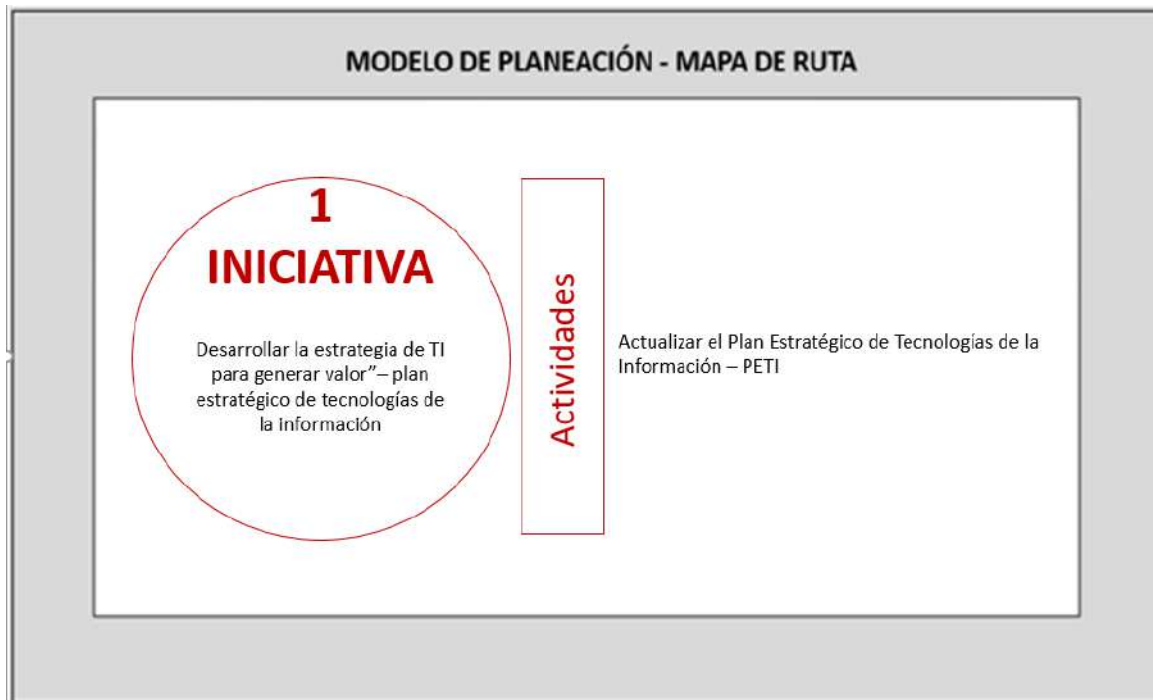 MODELO DE PLANEACIÓN - MAPA DE RUTA
1
INICIATIVA
Desarrollar la estrategia de TI
para generar valor”– plan
estratégico de tecnologías de
la información
Actividades
Actualizar el Plan Estratégico de Tecnologías de la
Información – PETI